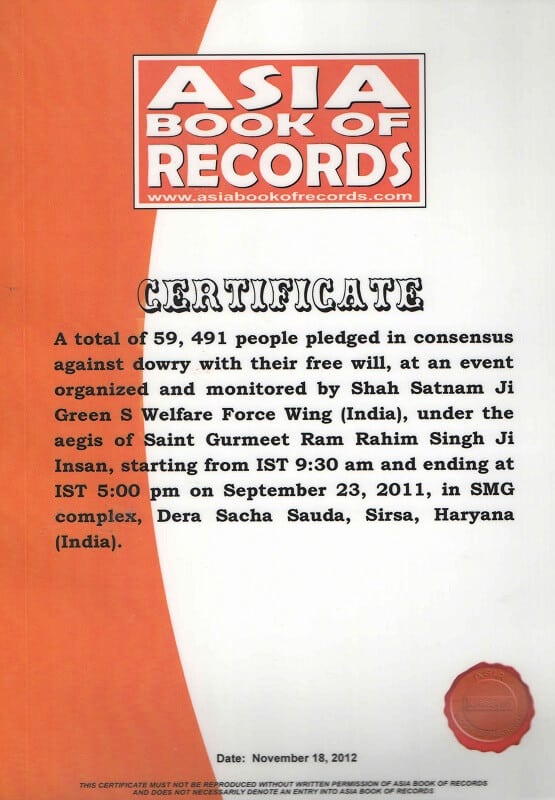 ASIA
BOOK OF
RECORDS
www.asiabookofrecords.com
CERTIFICATE
A total of 59, 491 people pledged in consensus
against dowry with their free will, at an event
organized and monitored by Shah Satnam Ji
Green S Welfare Force Wing (India), under the
aegis of Saint Gurmeet Ram Rahim Singh Ji
Insan, starting from IST 9:30 am and ending at
IST 5:00 pm on September 23, 2011, in SMG
complex, Dera Sacha Sauda, Sirsa, Haryana
(India).
ASIA
Date: November 18, 2012
THIS CERTIFICATE MUST NOT BE REPRODUCED WITHOUT WRITTEN PERMISSION OF ASIA BOOK OF RECORDS
AND DOES NOT NECESSARILY DENOTE AN ENTRY INTO ASIA BOOK OF RECORDS